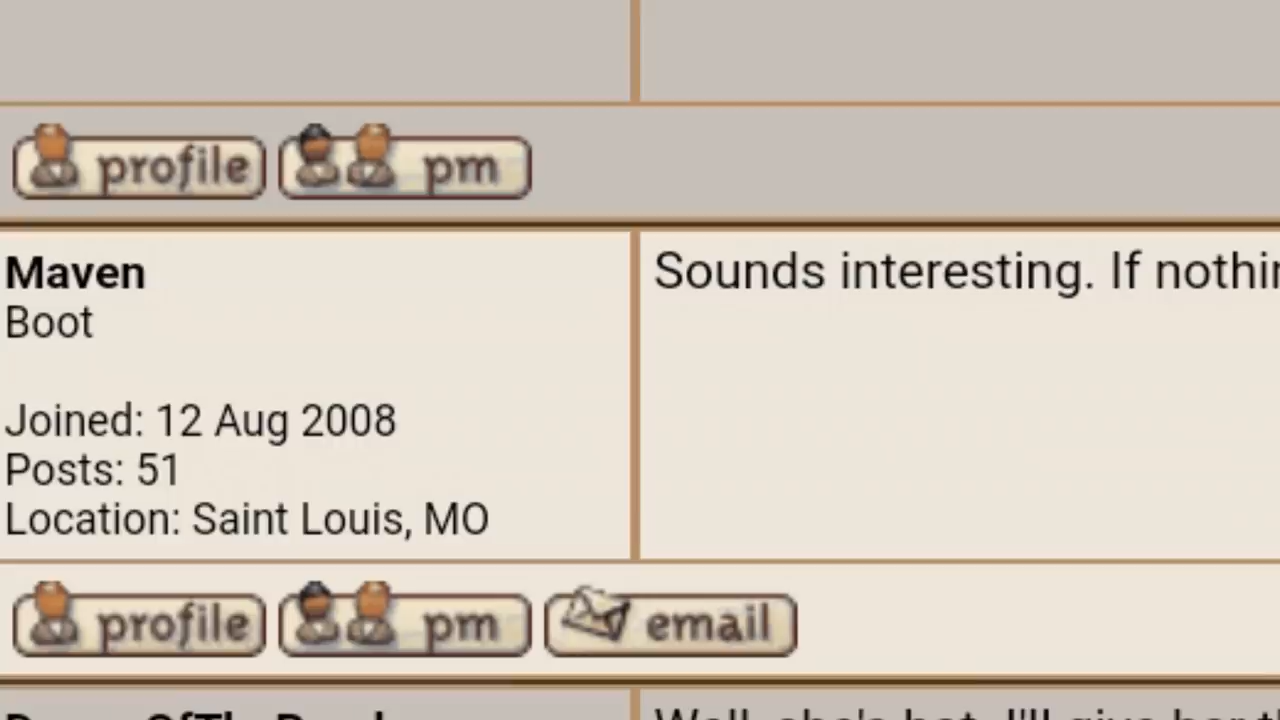 profile pm
Maven
Boot
Sounds interesting. If
Joined: 12 Aug 2008
Posts: 51
Location: Saint Louis, MO
profile pm email